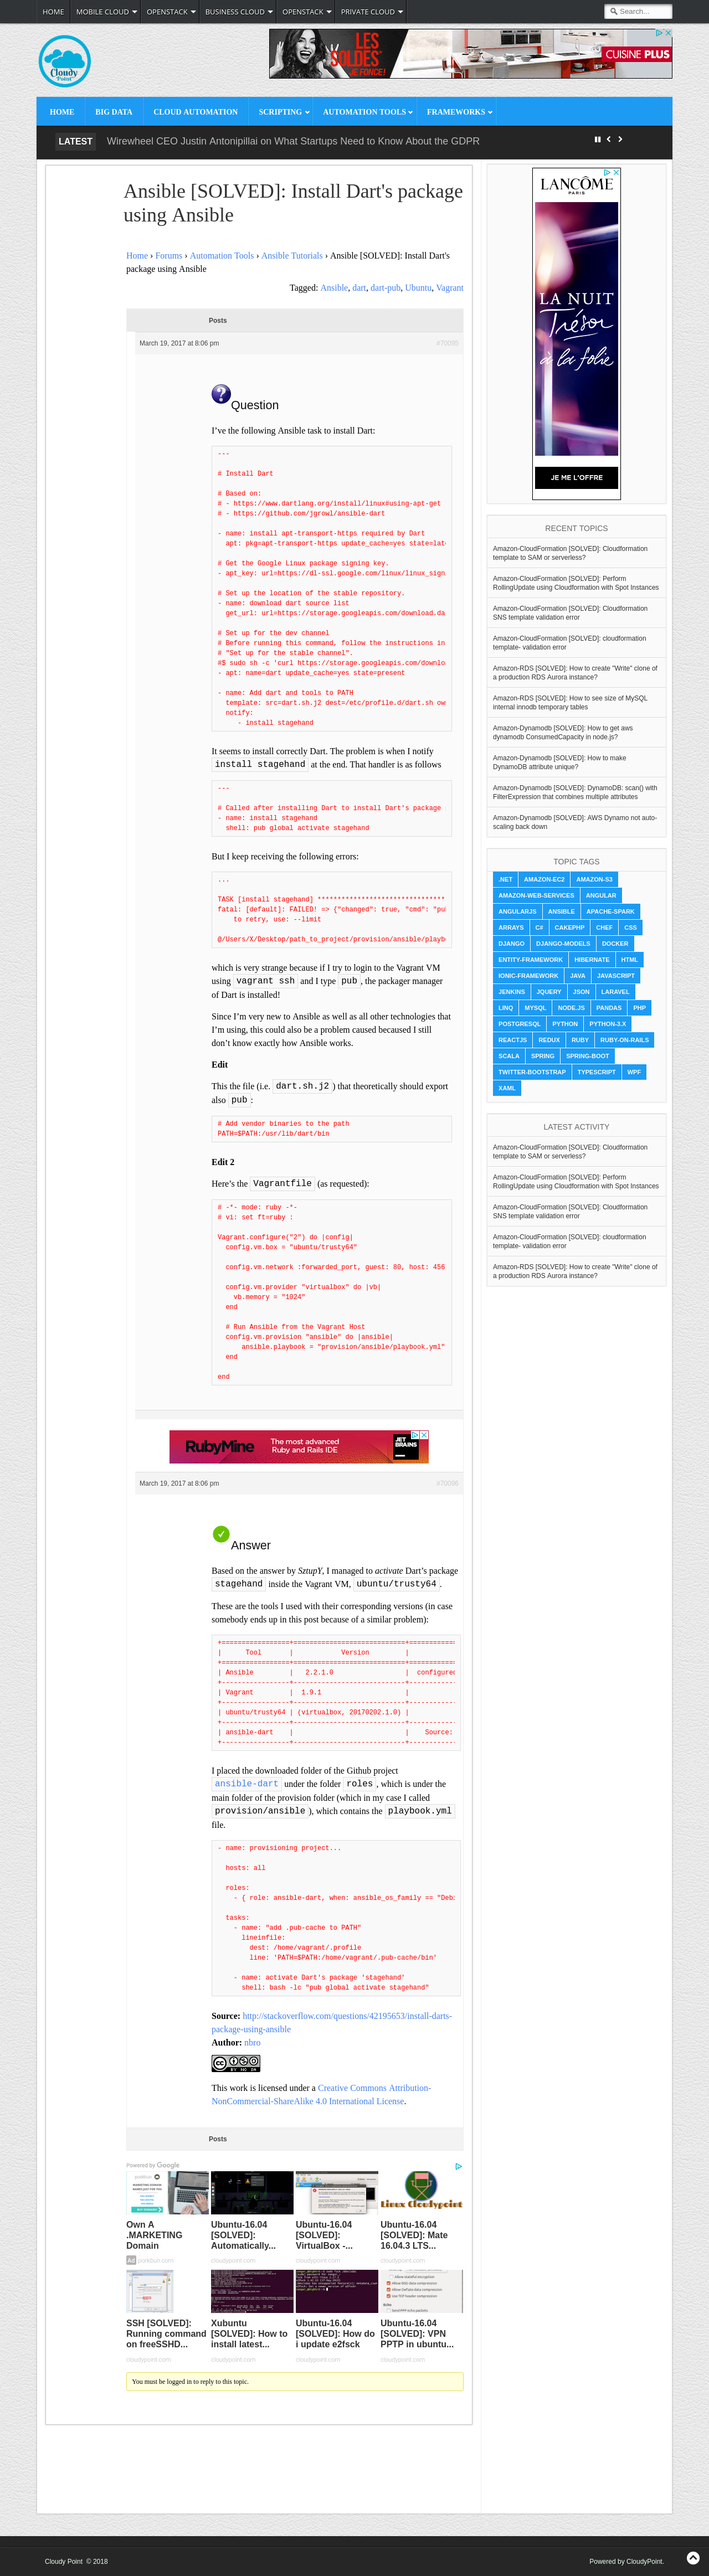 HOME MOBILE CLOUD OPENSTACK BUSINESS CLOUD OPENSTACK PRIVATE CLOUD Search...
Cloudy Point
LES SOLDES JE FONCE! CUISINE PLUS
HOME BIG DATA CLOUD AUTOMATION SCRIPTING AUTOMATION TOOLS FRAMEWORKS
LATEST Wirewheel CEO Justin Antonipillai on What Startups Need to Know About the GDPR
Ansible [SOLVED]: Install Dart's package
using Ansible
Home › Forums › Automation Tools › Ansible Tutorials › Ansible [SOLVED]: Install Dart's
package using Ansible
Tagged: Ansible, dart, dart-pub, Ubuntu, Vagrant
Posts
March 19, 2017 at 8:06 pm
Question
I’ve the following Ansible task to install Dart:
---
# Install Dart
# Based on:
# - https://www.dartlang.org/install/linux#using-apt-get
# - https://github.com/jgrowl/ansible-dart
- name: install apt-transport-https required by Dart
apt: pkg=apt-transport-https update_cache=yes state=late
# Get the Google Linux package signing key.
- apt_key: url=https://dl-ssl.google.com/linux/linux_sign
# Set up the location of the stable repository.
- name: download dart source list
get_url: url=https://storage.googleapis.com/download.da
# Set up for the dev channel
# Before running this command, follow the instructions in
# "Set up for the stable channel".
#$ sudo sh -c 'curl https://storage.googleapis.com/downlo
- apt: name=dart update_cache=yes state=present
- name: Add dart and tools to PATH
template: src=dart.sh.j2 dest=/etc/profile.d/dart.sh ow
notify:
- install stagehand
It seems to install correctly Dart. The problem is when I notify
install stagehand at the end. That handler is as follows
---
# Called after installing Dart to install Dart's package
- name: install stagehand
shell: pub global activate stagehand
But I keep receiving the following errors:
...
TASK [install stagehand] ********************************
fatal: [default]: FAILED! => {"changed": true, "cmd": "pu
to retry, use: --limit
@/Users/X/Desktop/path_to_project/provision/ansible/playb
which is very strange because if I try to login to the Vagrant VM
using vagrant ssh and I type pub, the packager manager
of Dart is installed!
Since I’m very new to Ansible as well as all other technologies
I’m using, this could also be a problem caused because I don’t
know exactly how Ansible works.
Edit
This the file (i.e. dart.sh.j2) that theoretically should export
also pub:
# Add vendor binaries to the path
PATH=$PATH:/usr/lib/dart/bin
Edit 2
Here’s the Vagrantfile (as requested):
# -*- mode: ruby -*-
# vi: set ft=ruby :
Vagrant.configure("2") do |config|
config.vm.box = "ubuntu/trusty64"
config.vm.network :forwarded_port, guest: 80, host: 456
config.vm.provider "virtualbox" do |vb|
vb.memory = "1024"
end
# Run Ansible from the Vagrant Host
config.vm.provision "ansible" do |ansible|
ansible.playbook = "provision/ansible/playbook.yml"
end
end
RubyMine The most advanced Ruby and Rails IDE JET BRAINS
March 19, 2017 at 8:06 pm #70096
Answer
Based on the answer by SztupY, I managed to activate Dart’s package
stagehand inside the Vagrant VM, ubuntu/trusty64.
These are the tools I used with their corresponding versions (in case
somebody ends up in this post because of a similar problem):
| Tool | Version |
| Ansible | 2.2.1.0 | configured
| Vagrant | 1.9.1 |
| ubuntu/trusty64 | (virtualbox, 20170202.1.0) |
| ansible-dart | | Source:
I placed the downloaded folder of the Github project
ansible-dart under the folder roles, which is under the
main folder of the provision folder (which in my case I called
provision/ansible), which contains the playbook.yml
file.
- name: provisioning project...
hosts: all
roles:
- { role: ansible-dart, when: ansible_os_family == "Debi
tasks:
- name: "add .pub-cache to PATH"
lineinfile:
dest: /home/vagrant/.profile
line: 'PATH=$PATH:/home/vagrant/.pub-cache/bin'
- name: activate Dart's package 'stagehand'
shell: bash -lc "pub global activate stagehand"
Source: http://stackoverflow.com/questions/42195653/install-darts-
package-using-ansible
Author: nbro
This work is licensed under a Creative Commons Attribution-
NonCommercial-ShareAlike 4.0 International License.
Posts
Powered by Google
Linux Cloudypoint
Own A .MARKETING Domain
Ad porkbun.com
Ubuntu-16.04 [SOLVED]: Automatically...
cloudypoint.com
Ubuntu-16.04 [SOLVED]: VirtualBox -...
cloudypoint.com
Ubuntu-16.04 [SOLVED]: Mate 16.04.3 LTS...
cloudypoint.com
SSH [SOLVED]: Running command on freeSSHD...
cloudypoint.com
Xubuntu [SOLVED]: How to install latest...
cloudypoint.com
Ubuntu-16.04 [SOLVED]: How do i update e2fsck
cloudypoint.com
Ubuntu-16.04 [SOLVED]: VPN PPTP in ubuntu...
cloudypoint.com
You must be logged in to reply to this topic.
LANCÔME
PARIS
LA NUIT
Trésor
à la folie
JE ME L'OFFRE
RECENT TOPICS
Amazon-CloudFormation [SOLVED]: Cloudformation
template to SAM or serverless?
Amazon-CloudFormation [SOLVED]: Perform
RollingUpdate using Cloudformation with Spot Instances
Amazon-CloudFormation [SOLVED]: Cloudformation
SNS template validation error
Amazon-CloudFormation [SOLVED]: cloudformation
template- validation error
Amazon-RDS [SOLVED]: How to create "Write" clone of
a production RDS Aurora instance?
Amazon-RDS [SOLVED]: How to see size of MySQL
internal innodb temporary tables
Amazon-Dynamodb [SOLVED]: How to get aws
dynamodb ConsumedCapacity in node.js?
Amazon-Dynamodb [SOLVED]: How to make
DynamoDB attribute unique?
Amazon-Dynamodb [SOLVED]: DynamoDB: scan() with
FilterExpression that combines multiple attributes
Amazon-Dynamodb [SOLVED]: AWS Dynamo not auto-
scaling back down
TOPIC TAGS
.NET AMAZON-EC2 AMAZON-S3
AMAZON-WEB-SERVICES ANGULAR
ANGULARJS ANSIBLE APACHE-SPARK
ARRAYS C# CAKEPHP CHEF CSS
DJANGO DJANGO-MODELS DOCKER
ENTITY-FRAMEWORK HIBERNATE HTML
IONIC-FRAMEWORK JAVA JAVASCRIPT
JENKINS JQUERY JSON LARAVEL
LINQ MYSQL NODE.JS PANDAS PHP
POSTGRESQL PYTHON PYTHON-3.X
REACTJS REDUX RUBY RUBY-ON-RAILS
SCALA SPRING SPRING-BOOT
TWITTER-BOOTSTRAP TYPESCRIPT WPF
XAML
LATEST ACTIVITY
Amazon-CloudFormation [SOLVED]: Cloudformation
template to SAM or serverless?
Amazon-CloudFormation [SOLVED]: Perform
RollingUpdate using Cloudformation with Spot Instances
Amazon-CloudFormation [SOLVED]: Cloudformation
SNS template validation error
Amazon-CloudFormation [SOLVED]: cloudformation
template- validation error
Amazon-RDS [SOLVED]: How to create "Write" clone of
a production RDS Aurora instance?
Cloudy Point © 2018
Powered by CloudyPoint.